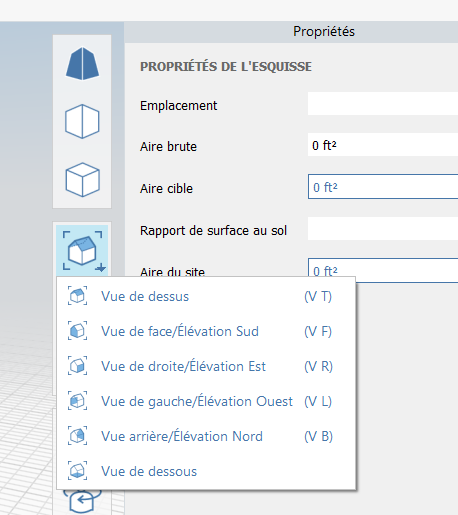 Propriétés
PROPRIÉTÉS DE L'ESQUISSE
Emplacement
Aire brute 0 ft²
Aire cible 0 ft²
Rapport de surface au sol
Aire du site 0 ft²
Vue de dessus (V T)
Vue de face/Élévation Sud (V F)
Vue de droite/Élévation Est (V R)
Vue de gauche/Élévation Ouest (V L)
Vue arrière/Élévation Nord (V B)
Vue de dessous